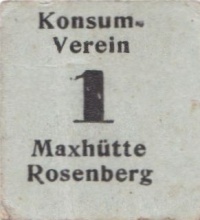 Konsum-
Verein
1
Maxhütte
Rosenberg